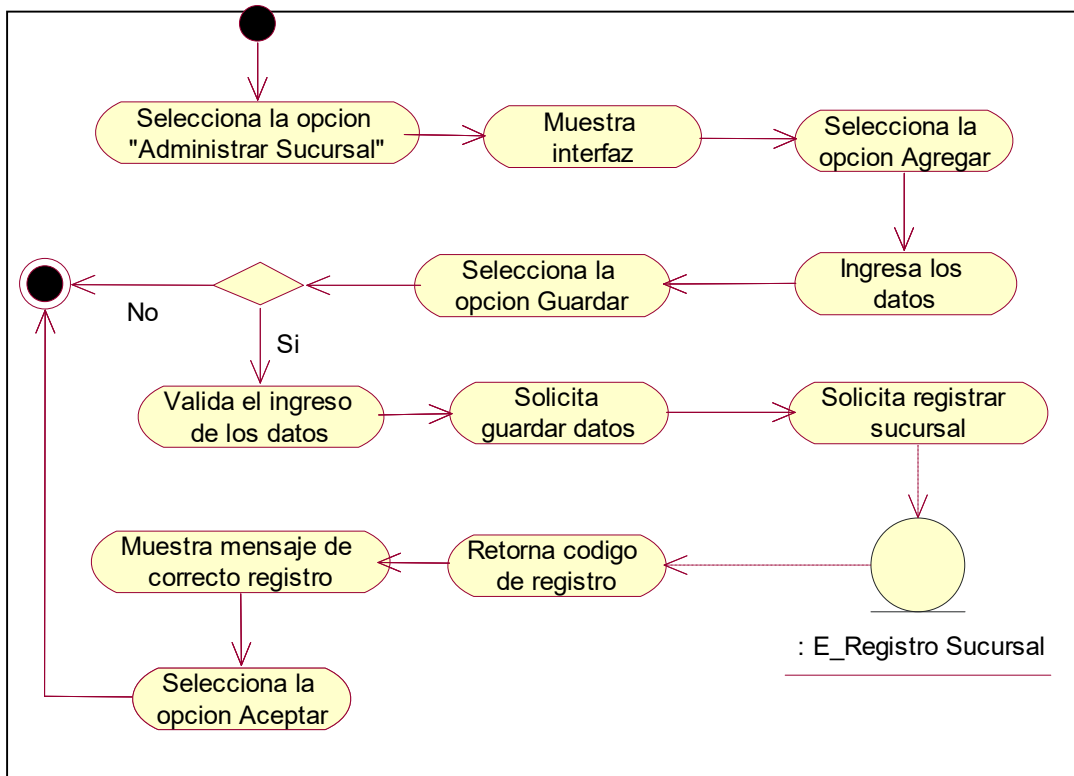 Selecciona la opcion
"Administrar Sucursal"
Muestra
interfaz
Selecciona la
opcion Agregar
Ingresa los
datos
Selecciona la
opcion Guardar
No
Si
Valida el ingreso
de los datos
Solicita
guardar datos
Solicita registrar
sucursal
: E_Registro Sucursal
Retorna codigo
de registro
Muestra mensaje de
correcto registro
Selecciona la
opcion Aceptar